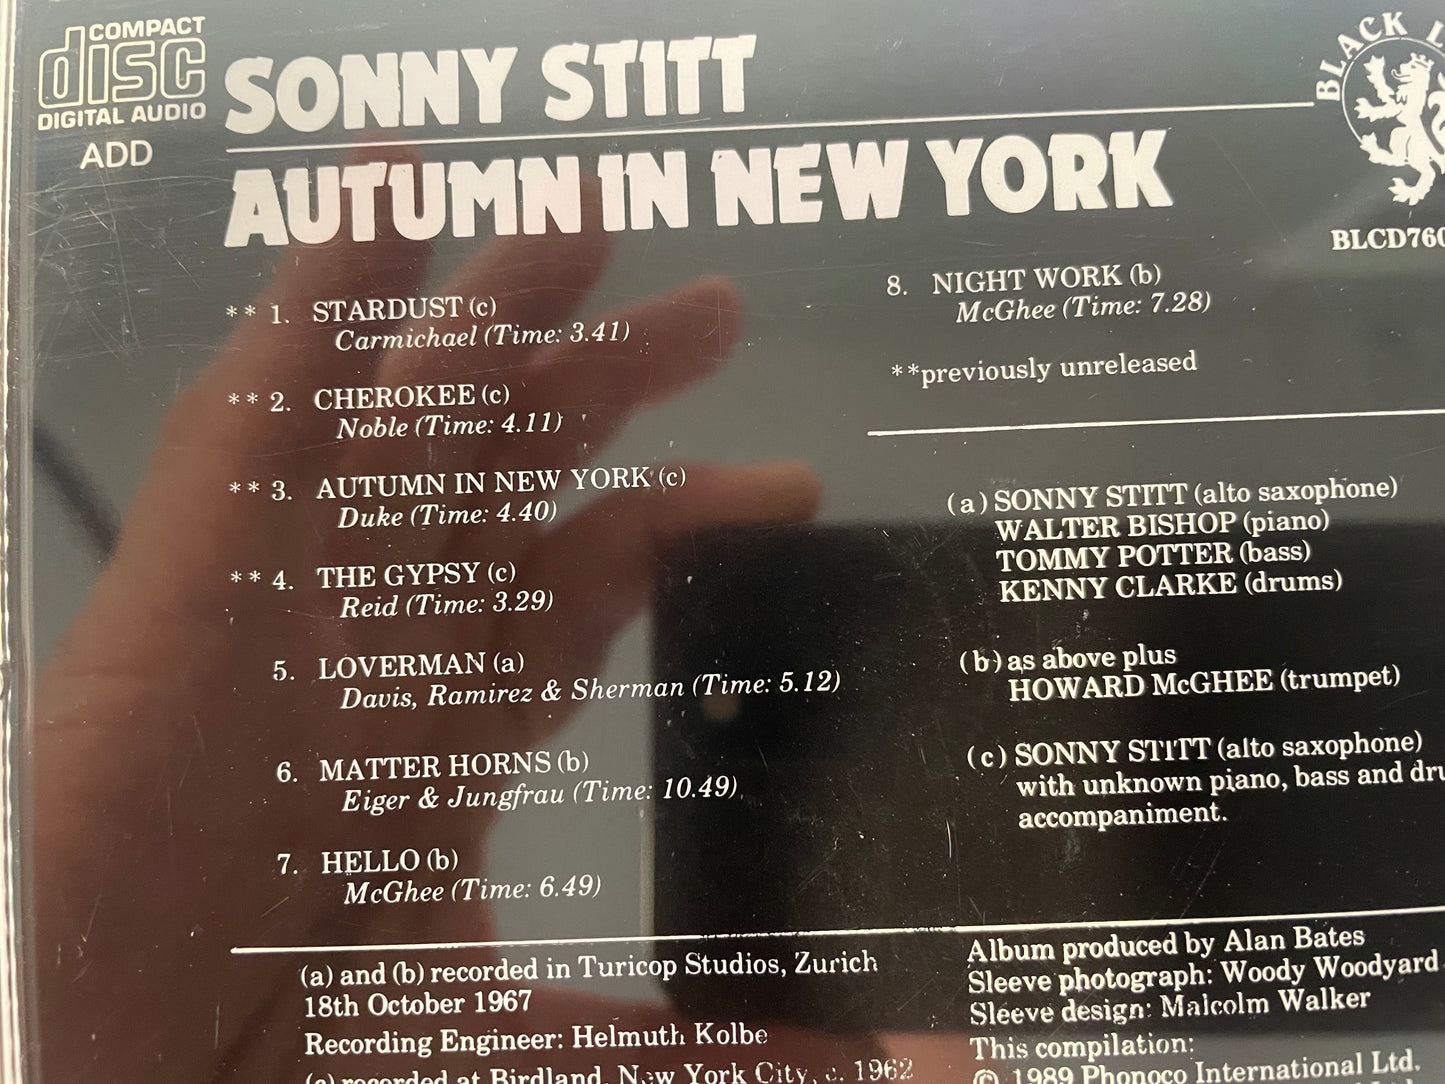 COMPACT
disc
DIGITAL AUDIO
ADD
SONNY STITT
AUTUMN IN NEW YORK
BLACK L
BLCD760
** 1. STARDUST (c)
Carmichael (Time: 3.41)
** 2. CHEROKEE (c)
Noble (Time: 4.11)
** 3. AUTUMN IN NEW YORK (c)
Duke (Time: 4.40)
** 4. THE GYPSY (c)
Reid (Time: 3.29)
5. LOVERMAN (a)
Davis, Ramirez & Sherman (Time: 5.12)
6. MATTER HORNS (b)
Eiger & Jungfrau (Time: 10.49)
7. HELLO (b)
McGhee (Time: 6.49)
8. NIGHT WORK (b)
McGhee (Time: 7.28)
**previously unreleased
(a) SONNY STITT (alto saxophone)
WALTER BISHOP (piano)
TOMMY POTTER (bass)
KENNY CLARKE (drums)
(b) as above plus
HOWARD McGHEE (trumpet)
(c) SONNY STITT (alto saxophone)
with unknown piano, bass and dru
accompaniment.
(a) and (b) recorded in Turicop Studios, Zurich
18th October 1967
Recording Engineer: Helmuth Kolbe
(c) recorded at Birdland, New York City, c. 1962
Album produced by Alan Bates
Sleeve photograph: Woody Woodyard
Sleeve design: Malcolm Walker
This compilation:
© 1989 Phonoco International Ltd.